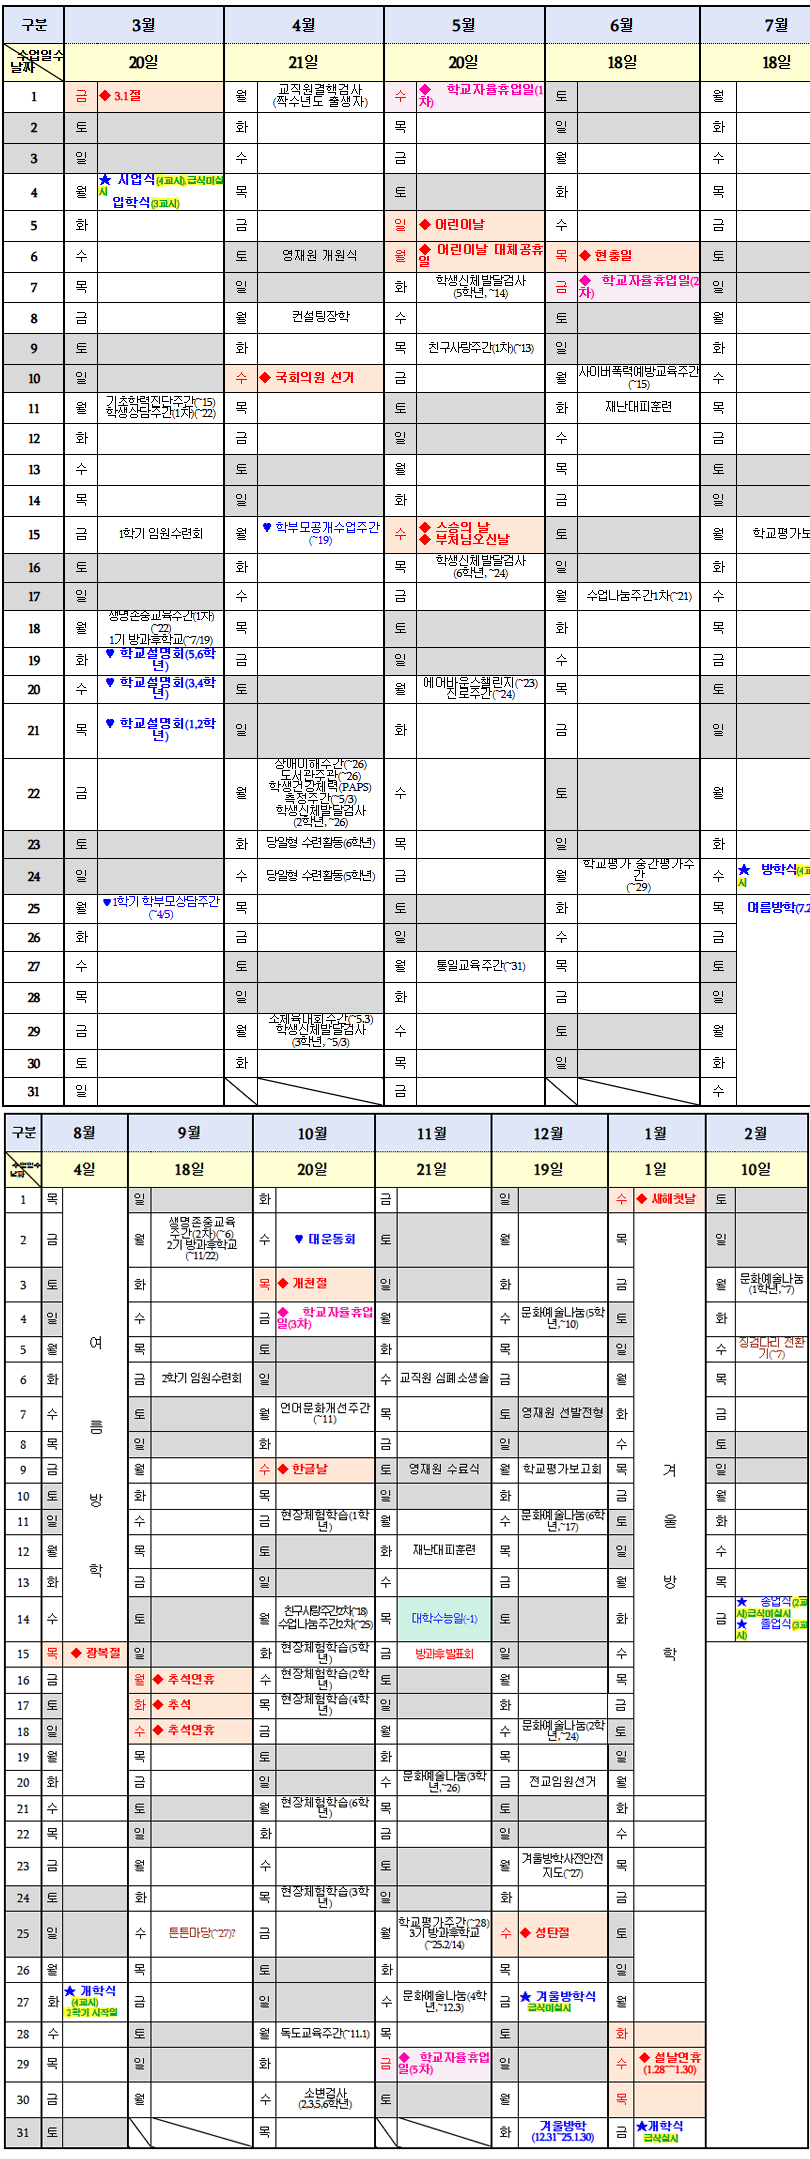 구분 3월 4월 5월 6월 7월
수업일수
날짜 20일 21일 20일 18일 18일
1 금 ◆ 3.1절 월 교직원결핵검사 (짝수년도 출생자) 수 ◆ 학교자율휴업일(1차) 토 월
2 토 화 목 일 화
3 일 수 금 월 수
4 월 ★ 시업식(4교시),급식미실시 입학식(3교시) 목 토 화 목
5 화 금 일 ◆ 어린이날 수 금
6 수 토 영재원 개원식 월 ◆ 어린이날 대체공휴일 목 ◆ 현충일 토
7 목 일 화 학생신체발달검사 (5학년, ~14) 금 ◆ 학교자율휴업일(2차) 일
8 금 월 컨설팅장학 수 토 월
9 토 화 목 친구사랑주간(1차)(~13) 일 화
10 일 수 ◆ 국회의원 선거 금 월 사이버폭력예방교육주간 (~15) 수
11 월 기초학력진단주간(~15) 학생상담주간(1차)(~22) 목 토 화 재난대피훈련 목
12 화 금 일 수 금
13 수 토 월 목 토
14 목 일 화 금 일
15 금 1학기 임원수련회 월 ♥ 학부모공개수업주간 (~19) 수 ◆ 스승의 날 ◆ 부처님오신날 토 월 학교평가보
16 토 화 목 학생신체발달검사 (6학년, ~24) 일 화
17 일 수 금 월 수업나눔주간1차(~21) 수
18 월 생명존중교육주간(1차) (~22) 1기 방과후학교(~7/19) 목 토 화 목
19 화 ♥ 학교설명회(5,6학년) 금 일 수 금
20 수 ♥ 학교설명회(3,4학년) 토 월 에어바운스챌린지(~23) 진로주간(~24) 목 토
21 목 ♥ 학교설명회(1,2학년) 일 화 금 일
22 금 월 장애이해주간(~26) 도서관주관(~26) 학생건강체력(PAPS) 측정주간(~5/3) 학생신체발달검사 (2학년, ~26) 수 토 월
23 토 화 당일형 수련활동(6학년) 목 일 화
24 일 수 당일형 수련활동(5학년) 금 월 학교평가 중간평가주간 (~29) 수 ★ 방학식(4교 시
25 월 ♥1학기 학부모상담주간 (~4/5) 목 토 화 목 여름방학(7.2
26 화 금 일 수 금
27 수 토 월 통일교육주간(~31) 목 토
28 목 일 화 금 일
29 금 월 소체육대회 주간(~5.3) 학생신체발달검사 (3학년, ~5/3) 수 토 월
30 토 화 목 일 화
31 일 금 수
구분 8월 9월 10월 11월 12월 1월 2월
수업일수
날짜 4일 18일 20일 21일 19일 1일 10일
1 목 일 화 금 일 수 ◆ 새해첫날 토
2 금 월 생명존중교육 주간(2차)(~6) 2기 방과후학교 (~11/22) 수 ♥ 대운동회 토 월 목 일
3 토 화 목 ◆ 개천절 일 화 금 월 문화예술나눔 (1학년,~7)
4 일 수 금 ◆ 학교자율휴업일(3차) 월 수 문화예술나눔(5학년,~10) 토 화
5 월 목 토 화 목 일 수 징검다리 전환기(~7)
여
6 화 금 2학기 임원수련회 일 수 교직원 심폐소생술 금 월 목
7 수 토 월 언어문화개선주간 (~11) 목 토 영재원 선발전형 화 금
름
8 목 일 화 금 일 수 토
9 금 월 수 ◆ 한글날 토 영재원 수료식 월 학교평가보고회 목 겨 일
10 토 화 목 일 화 금 월
방
11 일 수 금 현장체험학습(1학년) 월 수 문화예술나눔(6학년,~17) 토 울 화
12 월 목 토 화 재난대피훈련 목 일 수
13 화 금 일 수 금 월 방 목
학
14 수 토 월 친구사랑주간2차(~18) 수업나눔주간2차(~25) 목 대학수능일(-1) 토 화 금 ★ 종업식(2교시)급식미실시 ★ 졸업식(3교시)
15 목 ◆ 광복절 일 화 현장체험학습(5학년) 금 방과후발표회 일 수 학
16 금 월 ◆ 추석연휴 수 현장체험학습(2학년) 토 월 목
17 토 화 ◆ 추석 목 현장체험학습(4학년) 일 화 금
18 일 수 ◆ 추석연휴 금 월 수 문화예술나눔(2학년,~24) 토
19 월 목 토 화 목 일
20 화 금 일 수 문화예술나눔(3학년,~26) 금 전교임원선거 월
21 수 토 월 현장체험학습(6학년) 목 토 화
22 목 일 화 금 일 수
23 금 월 수 토 월 겨울방학사전안전지도(~27) 목
24 토 화 목 현장체험학습(3학년) 일 화 금
25 일 수 튼튼마당(~27)? 금 월 학교평가주간(~28) 3기 방과후학교 (~25.2/14) 수 ◆ 성탄절 토
26 월 목 토 화 목 일
27 화 ★ 개학식 (4교시) 2학기 시작일 금 일 수 문화예술나눔(4학년,~12.3) 금 ★ 겨울방학식 급식미실시 월
28 수 토 월 독도교육주간(~11.1) 목 토 화
29 목 일 화 금 ◆ 학교자율휴업일(5차) 일 수 ◆ 설날연휴 (1.28~~1.30)
30 금 월 수 소변검사 (2,3,5,6학년) 토 월 목
31 토 목 화 겨울방학 (12.31~25.1.30) 금 ★개학식 급식실시